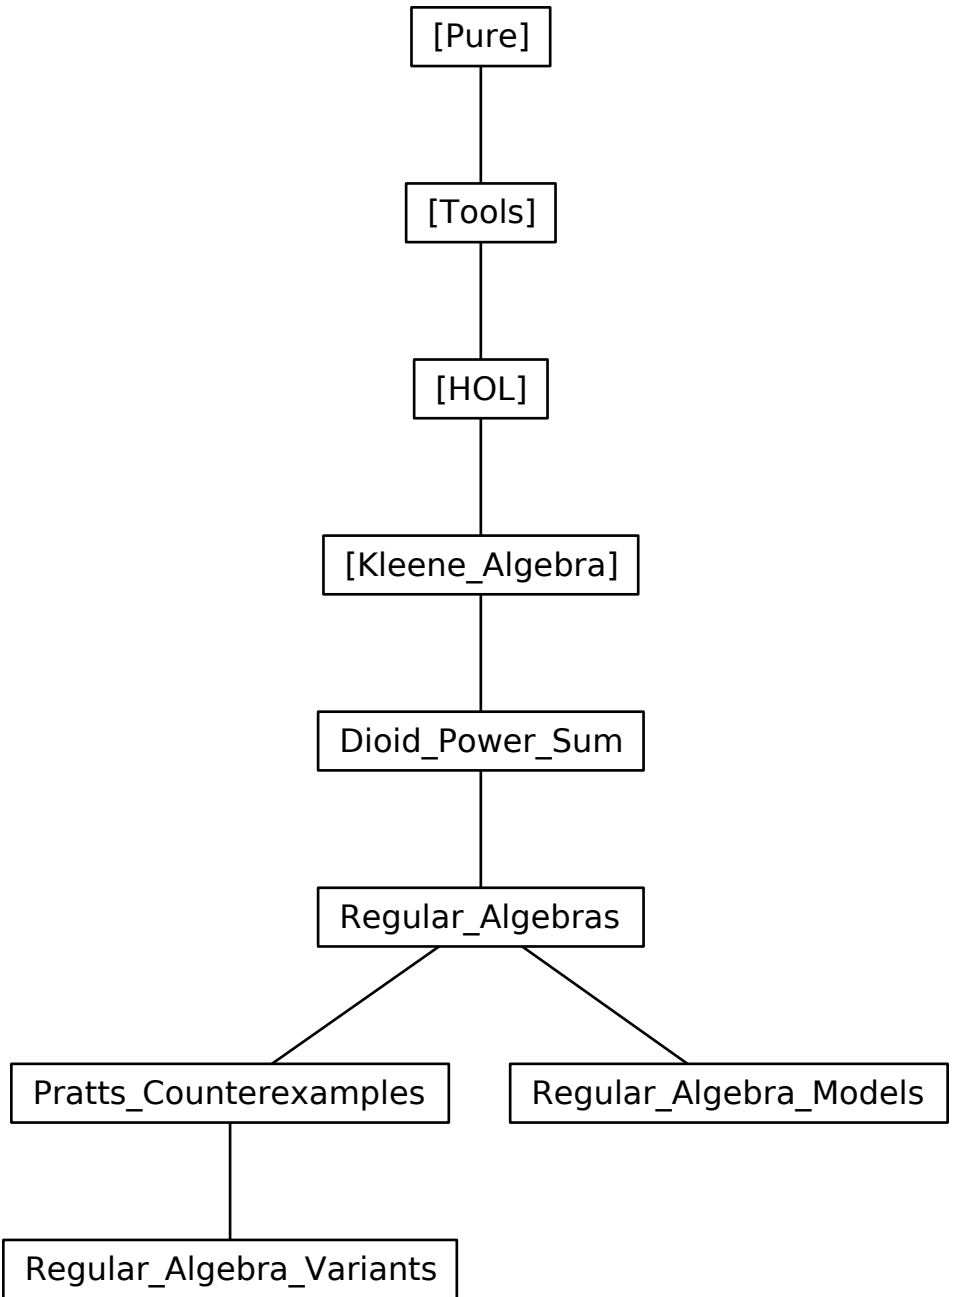 [Pure]
[Tools]
[HOL]
[Kleene_Algebra]
Dioid_Power_Sum
Regular_Algebras
Pratts_Counterexamples
Regular_Algebra_Models
Regular_Algebra_Variants